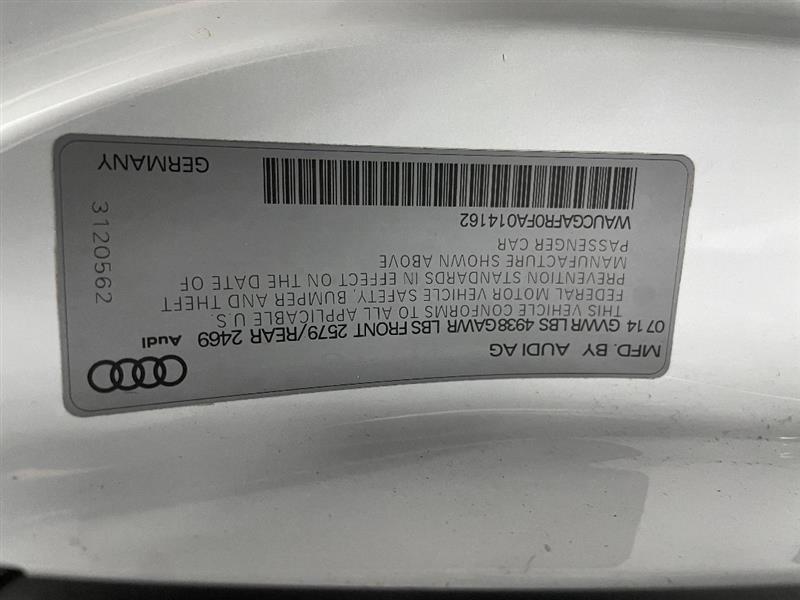 MFD. BY AUDI AG
Audi
07 14 GVWR LBS 4938 GAWR LBS FRONT 2579/REAR 2469
THIS VEHICLE CONFORMS TO ALL APPLICABLE U.S.
FEDERAL MOTOR VEHICLE SAFETY, BUMPER AND THEFT
PREVENTION STANDARDS IN EFFECT ON THE DATE OF
MANUFACTURE SHOWN ABOVE
PASSENGER CAR
WAUCGAFR0FA014162
GERMANY
3120562